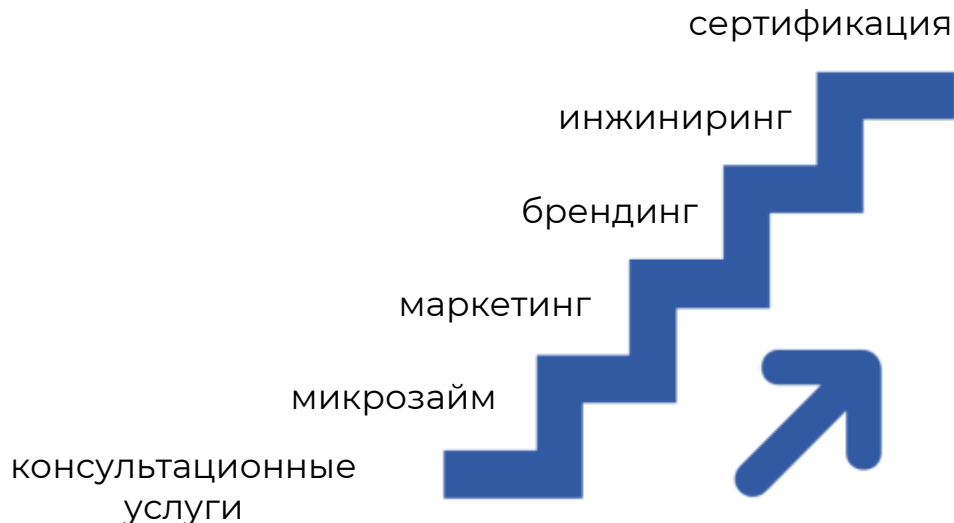 сертификация
инжиниринг
брендинг
маркетинг
микрозайм
консультационные
услуги